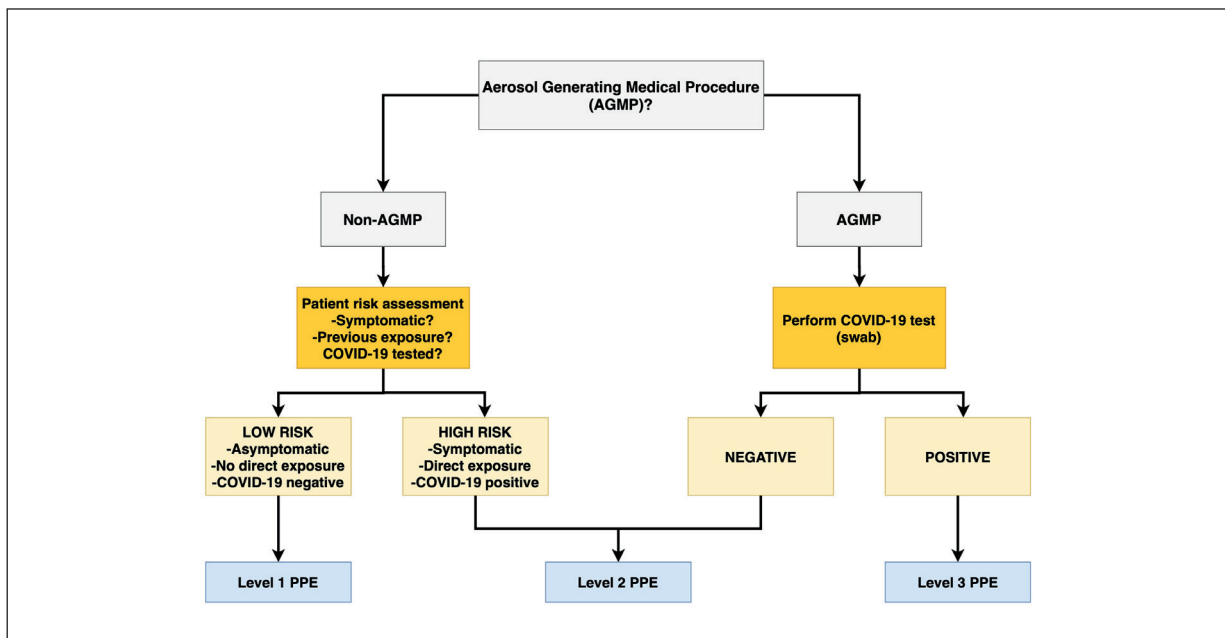 Aerosol Generating Medical Procedure
(AGMP)?
Non-AGMP
AGMP
Patient risk assessment
-Symptomatic?
-Previous exposure?
COVID-19 tested?
Perform COVID-19 test
(swab)
LOW RISK
-Asymptomatic
-No direct exposure
-COVID-19 negative
HIGH RISK
-Symptomatic
-Direct exposure
-COVID-19 positive
NEGATIVE
POSITIVE
Level 1 PPE
Level 2 PPE
Level 3 PPE